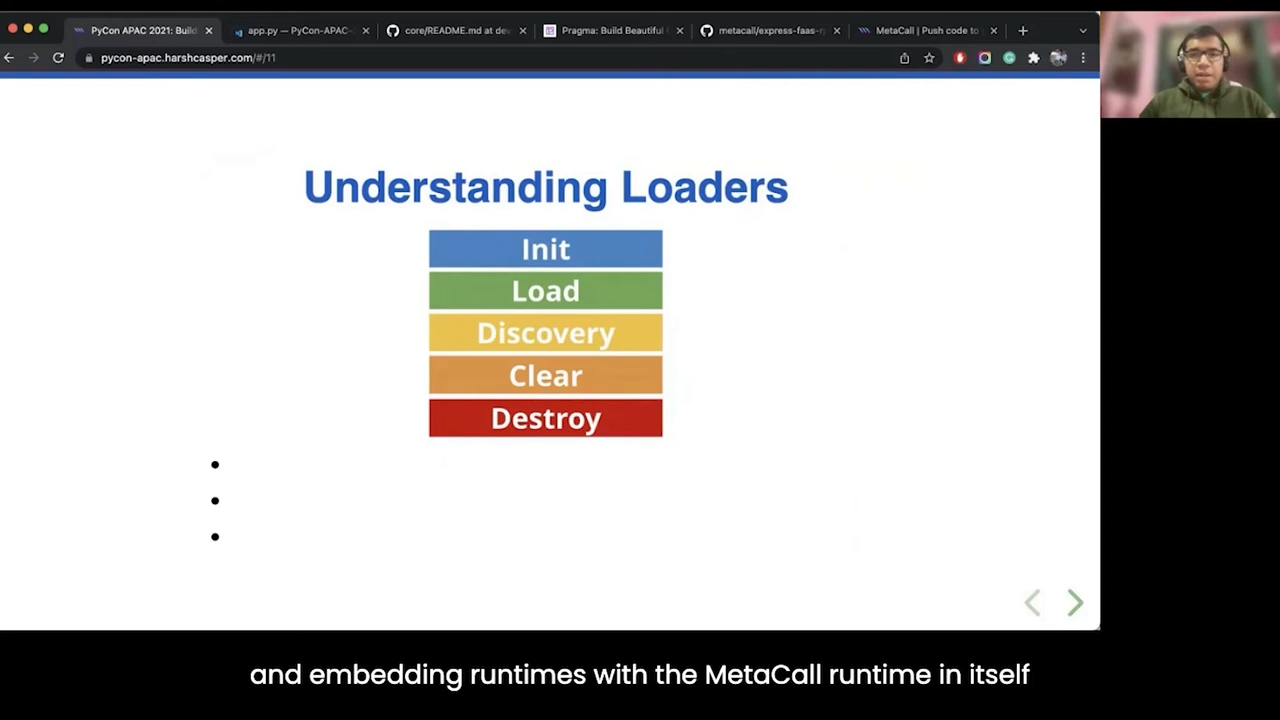 PyCon APAC 2021: Build
app.py — PyCon-APAC-
core/README.md at dev
Pragma: Build Beautiful
metacall/express-faas-r
MetaCall | Push code to
pycon-apac.harshcasper.com/#/11
Understanding Loaders
Init
Load
Discovery
Clear
Destroy
and embedding runtimes with the MetaCall runtime in itself